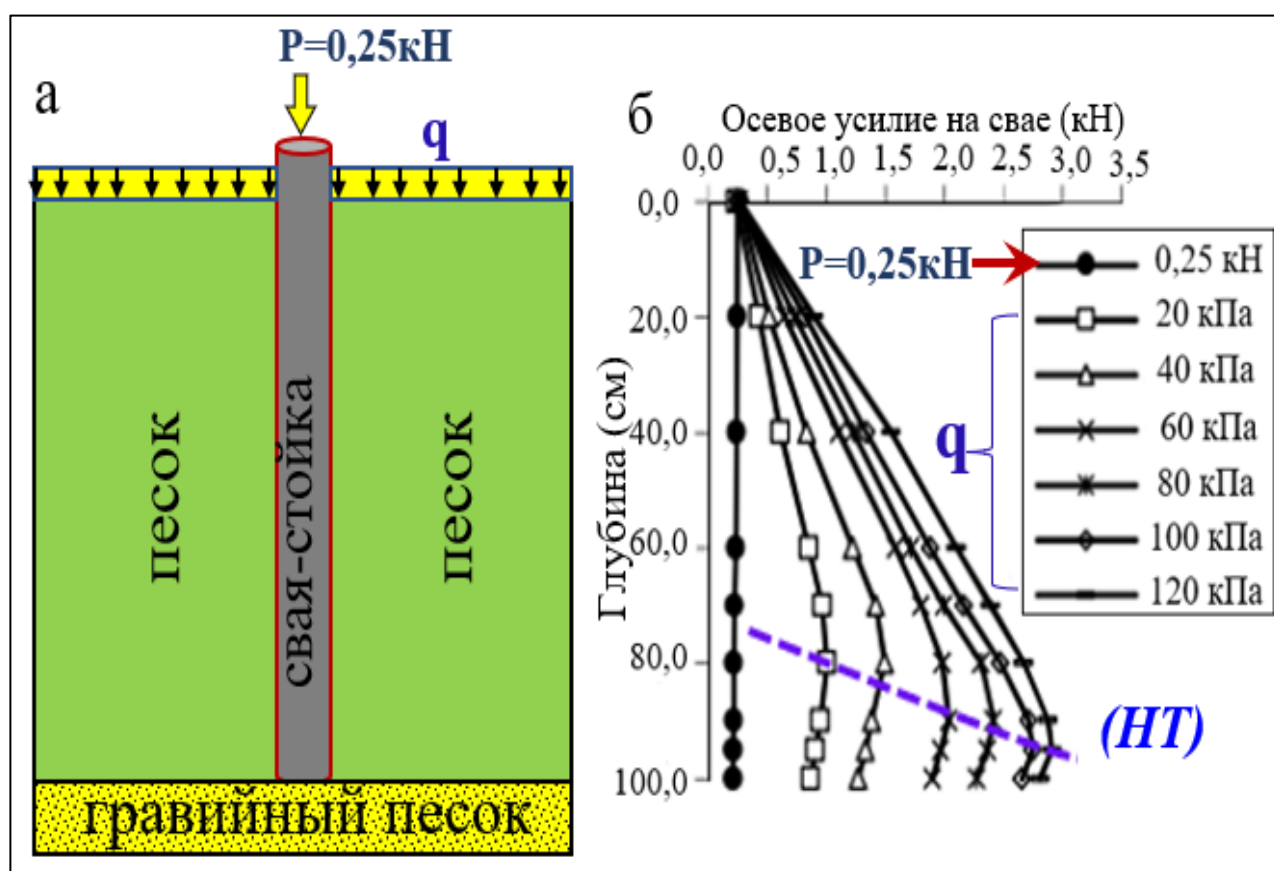 а
P=0,25кН
q
песок
свая-стойка
песок
гравийный песок
б
Осевое усилие на свае (кН)
0,0 0,5 1,0 1,5 2,0 2,5 3,0 3,5
Глубина (см)
0,0
20,0
40,0
60,0
80,0
100,0
P=0,25кН
q
0,25 кН
20 кПа
40 кПа
60 кПа
80 кПа
100 кПа
120 кПа
(НТ)